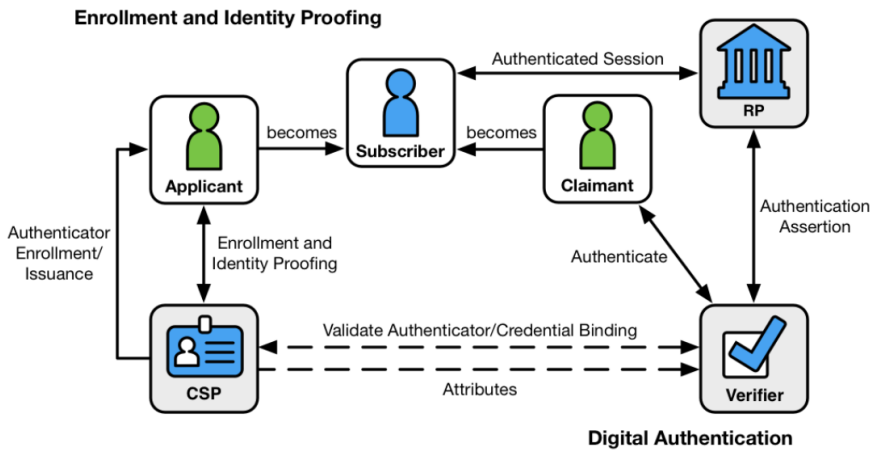 Enrollment and Identity Proofing
Authenticated Session
RP
becomes
becomes
Subscriber
Applicant
Claimant
Authenticator
Enrollment/
Issuance
Enrollment and
Identity Proofing
Authenticate
Authentication
Assertion
Validate Authenticator/Credential Binding
CSP
Attributes
Verifier
Digital Authentication